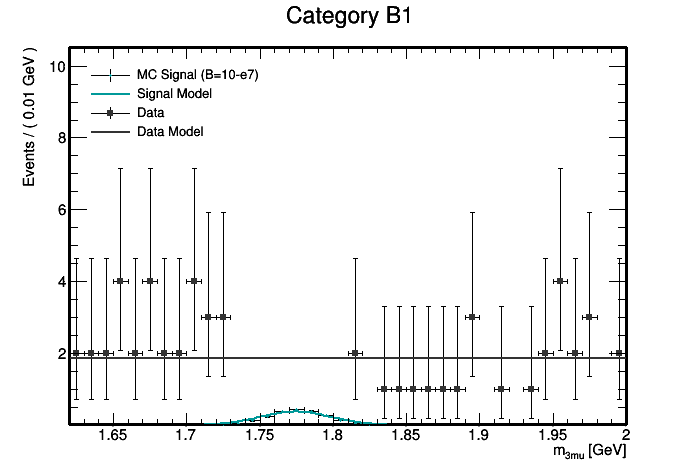 Category B1
Events / ( 0.01 GeV )
10
8
6
4
2
MC Signal (B=10-e7)
Signal Model
Data
Data Model
1.65 1.7 1.75 1.8 1.85 1.9 1.95 2
m3mu [GeV]